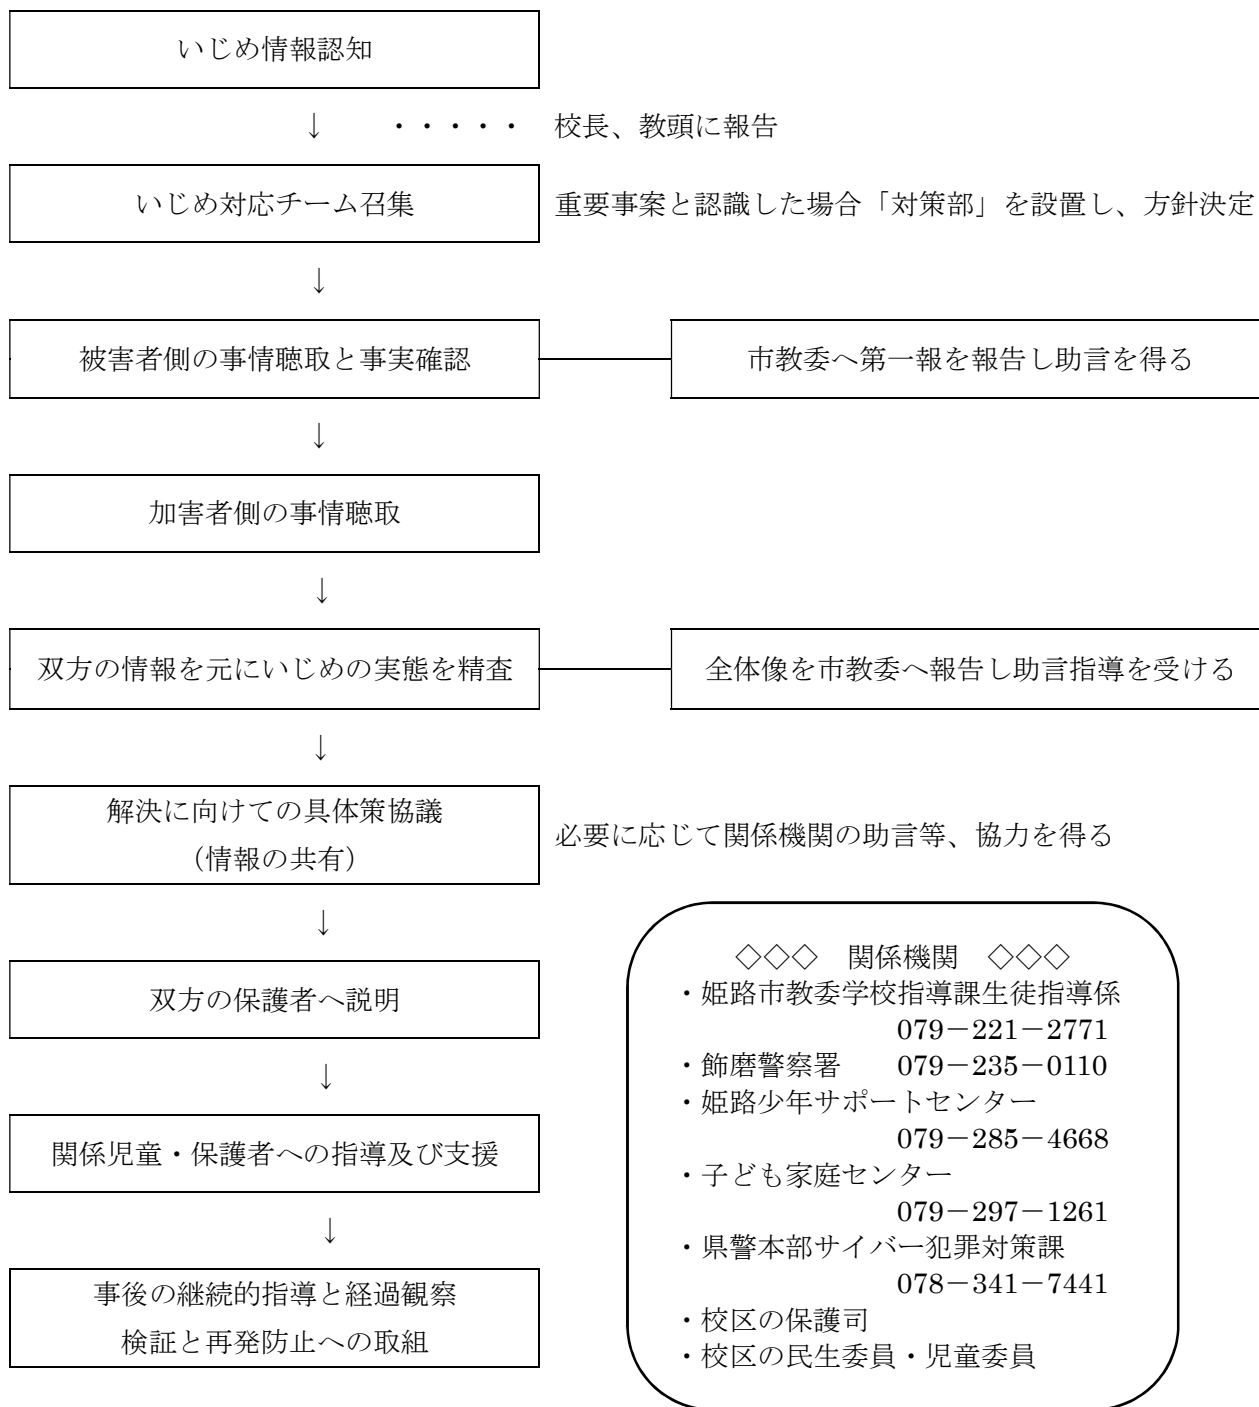 いじめ情報認知
↓ ・・・・・ 校長、教頭に報告
いじめ対応チーム召集 重要事案と認識した場合「対策部」を設置し、方針決定
↓
被害者側の事情聴取と事実確認 市教委へ第一報を報告し助言を得る
↓
加害者側の事情聴取
↓
双方の情報を元にいじめの実態を精査 全体像を市教委へ報告し助言指導を受ける
↓
解決に向けての具体策協議
(情報の共有)
必要に応じて関係機関の助言等、協力を得る
↓
双方の保護者へ説明
↓
関係児童・保護者への指導及び支援
↓
事後の継続的指導と経過観察
検証と再発防止への取組
◇◇◇ 関係機関 ◇◇◇
・姫路市教委学校指導課生徒指導係
079-221-2771
・飾磨警察署 079-235-0110
・姫路少年サポートセンター
079-285-4668
・子ども家庭センター
079-297-1261
・県警本部サイバー犯罪対策課
078-341-7441
・校区の保護司
・校区の民生委員・児童委員